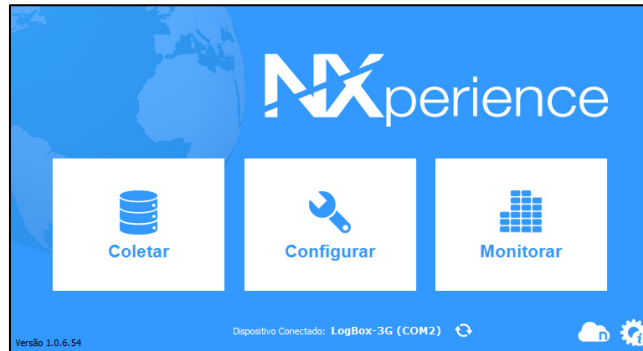 NXperience
Coletar
Configurar
Monitorar
Dispositivo Conectado: LogBox-3G (COM2)
n
i
Versão 1.0.6.54